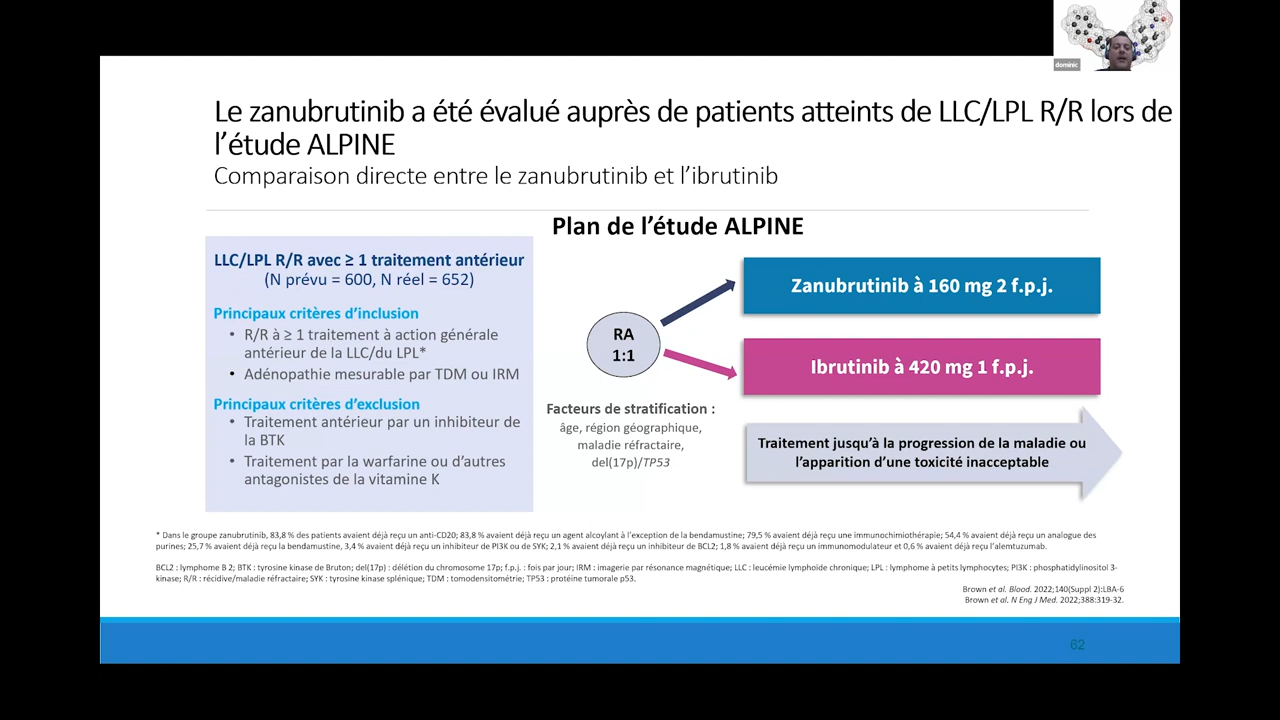 dominic
Le zanubrutinib a été évalué auprès de patients atteints de LLC/LPL R/R lors de
l’étude ALPINE
Comparaison directe entre le zanubrutinib et l’ibrutinib
Plan de l’étude ALPINE
LLC/LPL R/R avec ≥ 1 traitement antérieur
(N prévu = 600, N réel = 652)
Principaux critères d’inclusion
• R/R à ≥ 1 traitement à action générale
antérieur de la LLC/du LPL*
• Adénopathie mesurable par TDM ou IRM
Principaux critères d’exclusion
• Traitement antérieur par un inhibiteur de
la BTK
• Traitement par la warfarine ou d’autres
antagonistes de la vitamine K
RA
1:1
Facteurs de stratification :
âge, région géographique,
maladie réfractaire,
del(17p)/TP53
Zanubrutinib à 160 mg 2 f.p.j.
Ibrutinib à 420 mg 1 f.p.j.
Traitement jusqu’à la progression de la maladie ou
l’apparition d’une toxicité inacceptable
* Dans le groupe zanubrutinib, 83,8 % des patients avaient déjà reçu un anti-CD20; 83,8 % avaient déjà reçu un agent alcoylant à l’exception de la bendamustine; 79,5 % avaient déjà reçu une immunochimiothérapie; 54,4 % avaient déjà reçu un analogue des
purines; 25,7 % avaient déjà reçu la bendamustine, 3,4 % avaient déjà reçu un inhibiteur de PI3K ou de SYK; 2,1 % avaient déjà reçu un inhibiteur de BCL2; 1,8 % avaient déjà reçu un immunomodulateur et 0,6 % avaient déjà reçu l’alemtuzumab.
BCL2 : lymphome B 2; BTK : tyrosine kinase de Bruton; del(17p) : délétion du chromosome 17p; f.p.j. : fois par jour; IRM : imagerie par résonance magnétique; LLC : leucémie lymphoïde chronique; LPL : lymphome à petits lymphocytes; PI3K : phosphatidylinositol 3-
kinase; R/R : récidive/maladie réfractaire; SYK : tyrosine kinase splénique; TDM : tomodensitométrie; TP53 : protéine tumorale p53.
Brown et al. Blood. 2022;140(Suppl 2):LBA-6
Brown et al. N Eng J Med. 2022;388:319-32.
62